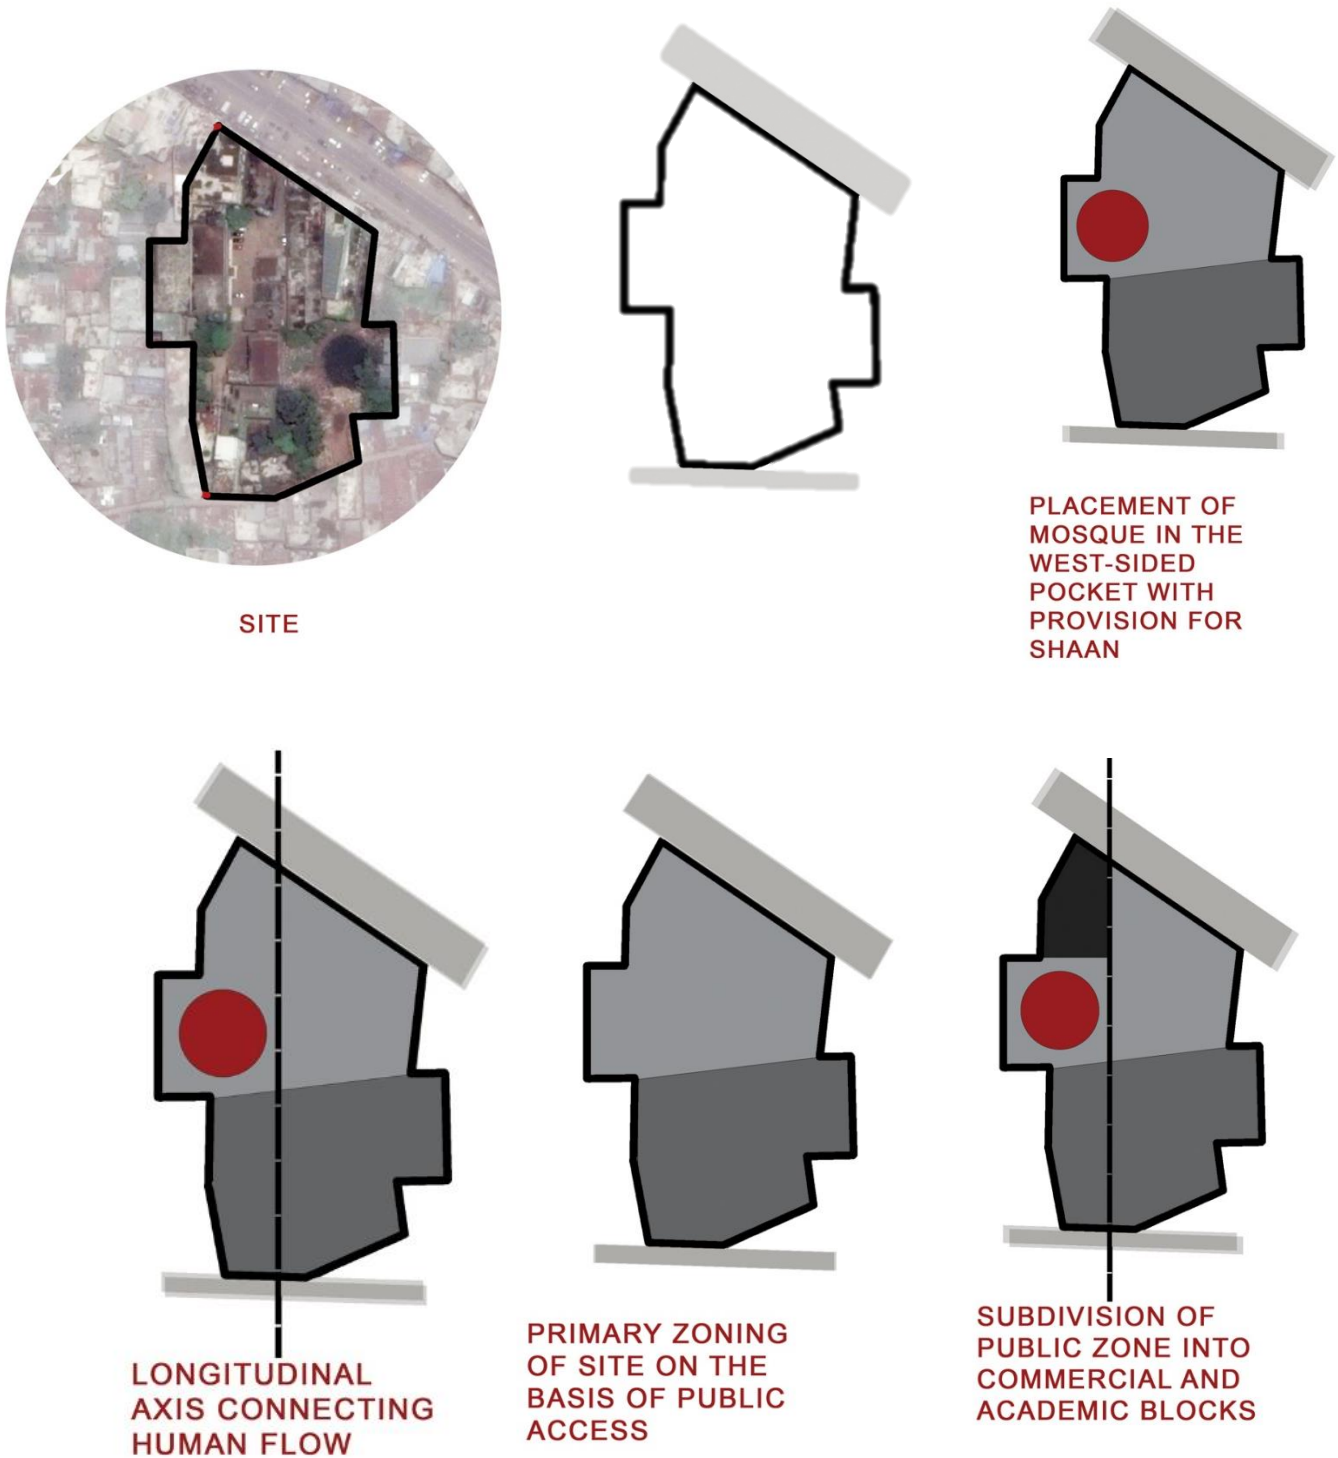 SITE
PLACEMENT OF
MOSQUE IN THE
WEST-SIDED
POCKET WITH
PROVISION FOR
SHAAN
LONGITUDINAL
AXIS CONNECTING
HUMAN FLOW
PRIMARY ZONING
OF SITE ON THE
BASIS OF PUBLIC
ACCESS
SUBDIVISION OF
PUBLIC ZONE INTO
COMMERCIAL AND
ACADEMIC BLOCKS